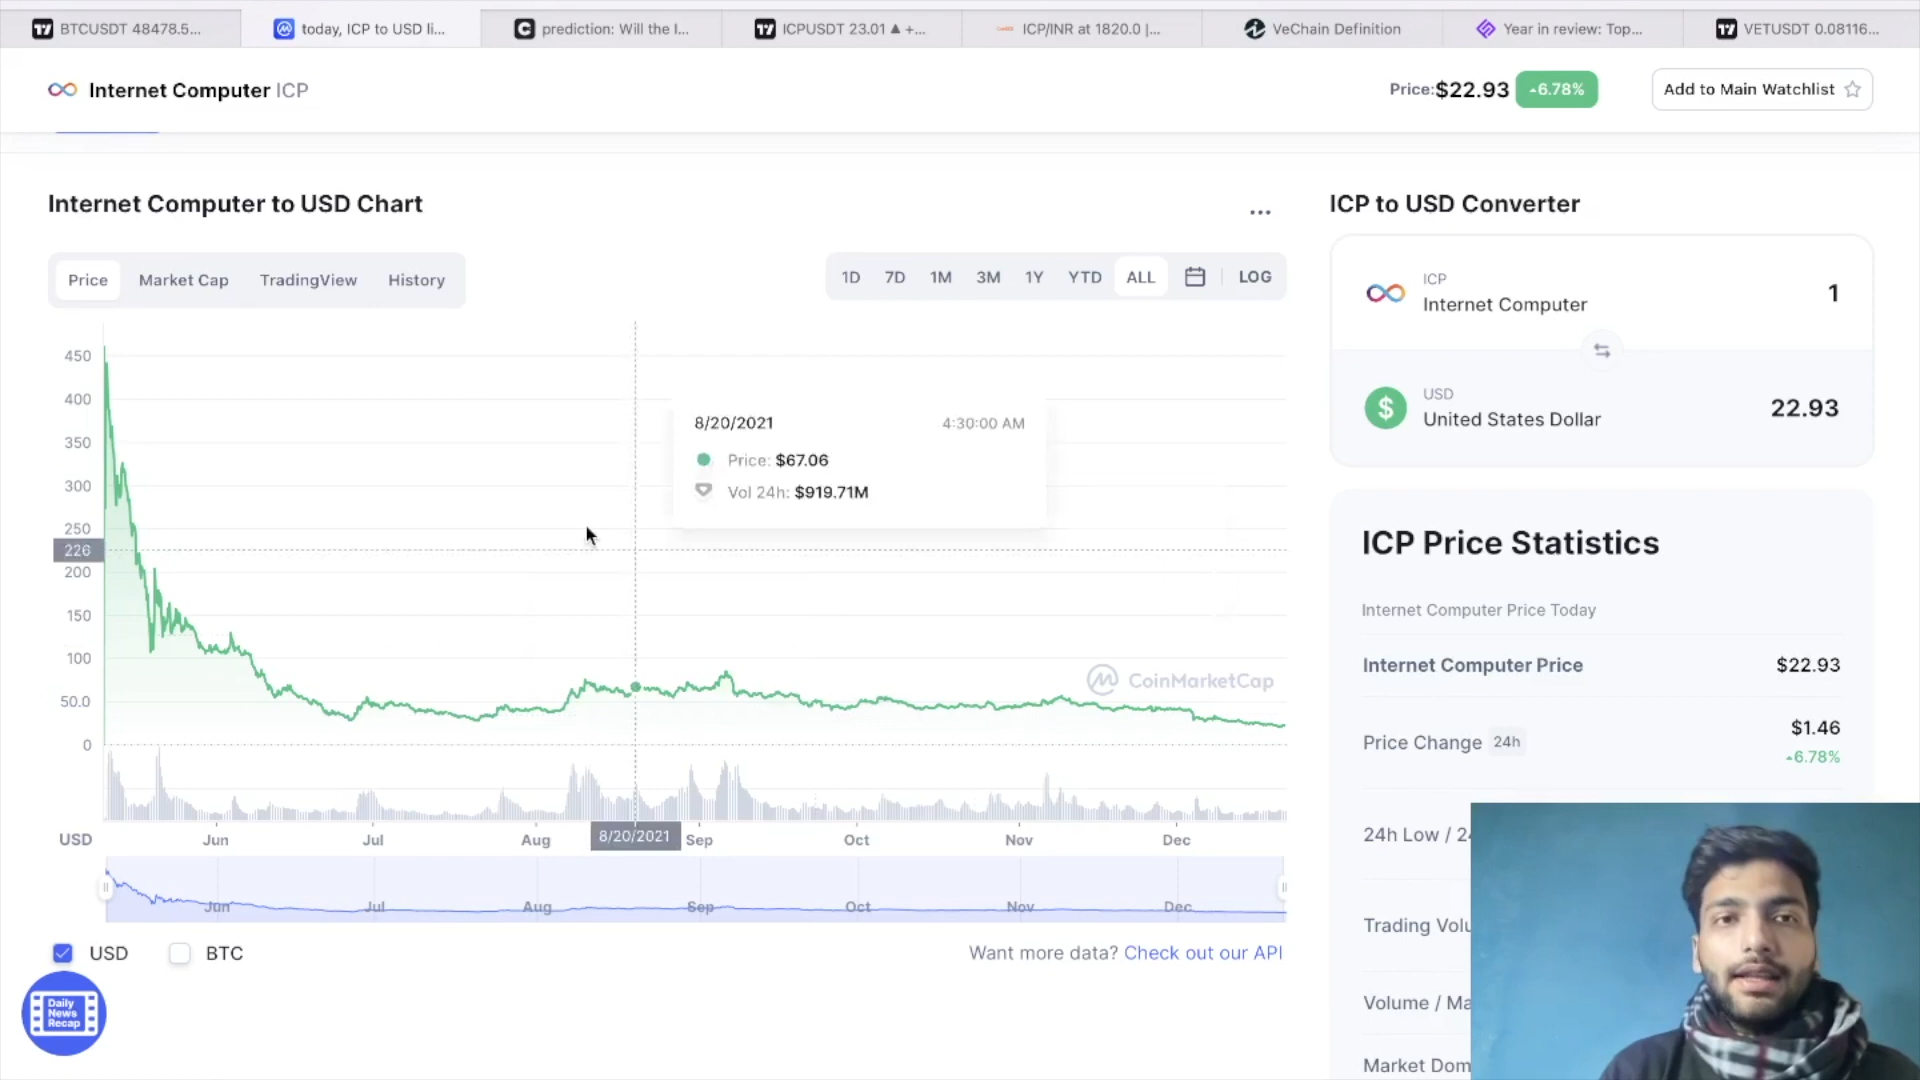 BTCUSDT 48478.5...
today, ICP to USD li...
prediction: Will the I...
ICPUSDT 23.01 ▲ +...
ICP/INR at 1820.0 |...
VeChain Definition
Year in review: Top...
VETUSDT 0.08116...
Internet Computer ICP
Price: $22.93
6.78%
Add to Main Watchlist
Internet Computer to USD Chart
Price
Market Cap
TradingView
History
1D
7D
1M
3M
1Y
YTD
ALL
LOG
450
400
350
300
250
226
200
150
100
50.0
0
8/20/2021 4:30:00 AM
Price: $67.06
Vol 24h: $919.71M
CoinMarketCap
USD
Jun
Jul
Aug
8/20/2021
Sep
Oct
Nov
Dec
Jun
Jul
Aug
Sep
Oct
Nov
Dec
USD
BTC
Want more data? Check out our API
Daily
News
Recap
ICP to USD Converter
ICP
Internet Computer
1
USD
United States Dollar
22.93
ICP Price Statistics
Internet Computer Price Today
Internet Computer Price
$22.93
Price Change 24h
$1.46
6.78%
24h Low / 24
Trading Volu
Volume / Ma
Market Dom